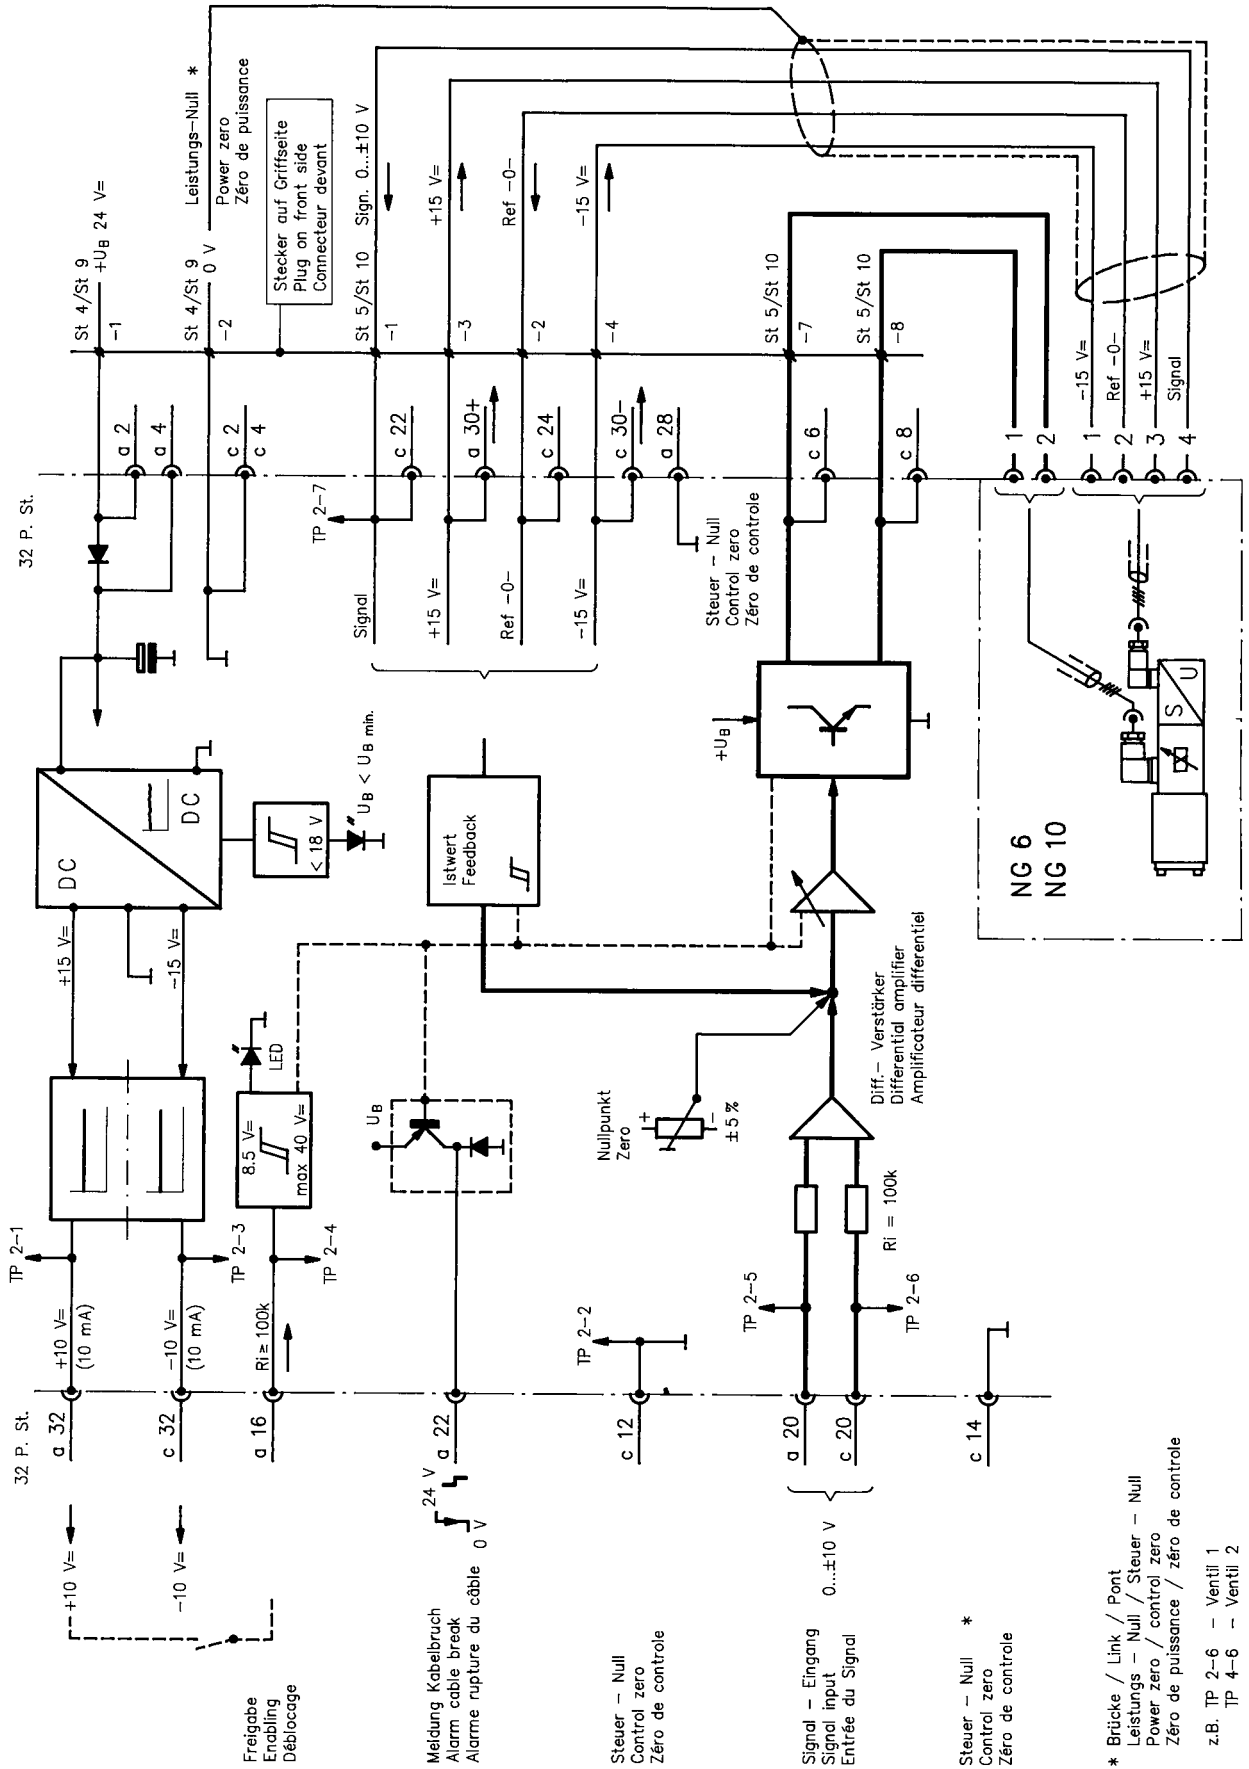 32 P. St.
a 32
+10 V=
(10 mA)
TP 2-1
+15 V=
DC
DC
c 32
-10 V=
(10 mA)
TP 2-3
-15 V=
+10 V=
-10 V=
Freigabe
Enabling
Déblocage
a 16
Ri ≥ 100k
TP 2-4
8.5 V=
max 40 V=
LED
< 18 V
UB < UB min.
Meldung Kabelbruch
Alarm cable break
Alarme rupture du câble
24 V
0 V
a 22
UB
Istwert
Feedback
Steuer - Null
Control zero
Zéro de controle
c 12
TP 2-2
Nullpunkt
Zero
+
-
±5%
Signal - Eingang
Signal input
Entrée du Signal
0...±10 V
a 20
c 20
TP 2-5
TP 2-6
Ri = 100k
Diff.- Verstärker
Differential amplifier
Amplificateur differentiel
+UB
Steuer - Null *
Control zero
Zéro de controle
c 14
* Brücke / Link / Pont
Leistungs - Null / Steuer - Null
Power zero / control zero
Zéro de puissance / zéro de controle
z.B. TP 2-6 - Ventil 1
TP 4-6 - Ventil 2
32 P. St.
a 2
a 4
c 2
c 4
St 4/St 9
+UB 24 V=
-1
St 4/St 9
0 V
-2
Leistungs-Null *
Power zero
Zéro de puissance
Stecker auf Griffseite
Plug on front side
Connecteur devant
TP 2-7
Signal
c 22
St 5/St 10
-1
Sign. 0...±10 V
+15 V=
a 30+
-3
+15 V=
Ref -0-
c 24
-2
Ref -0-
-15 V=
c 30-
-4
-15 V=
a 28
Steuer - Null
Control zero
Zéro de controle
c 6
St 5/St 10
-7
c 8
St 5/St 10
-8
NG 6
NG 10
S
U
1
2
1
-15 V=
2
Ref -0-
3
+15 V=
4
Signal